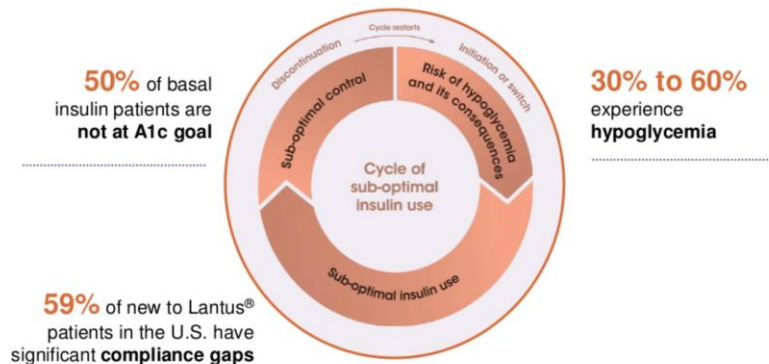 50% of basal
insulin patients are
not at A1c goal
Cycle restarts
Discontinuation
Initiation or switch
Sub-optimal control
Risk of hypoglycemia
and its consequences
Cycle of
sub-optimal
insulin use
Sub-optimal insulin use
30% to 60%
experience
hypoglycemia
59% of new to Lantus®
patients in the U.S. have
significant compliance gaps